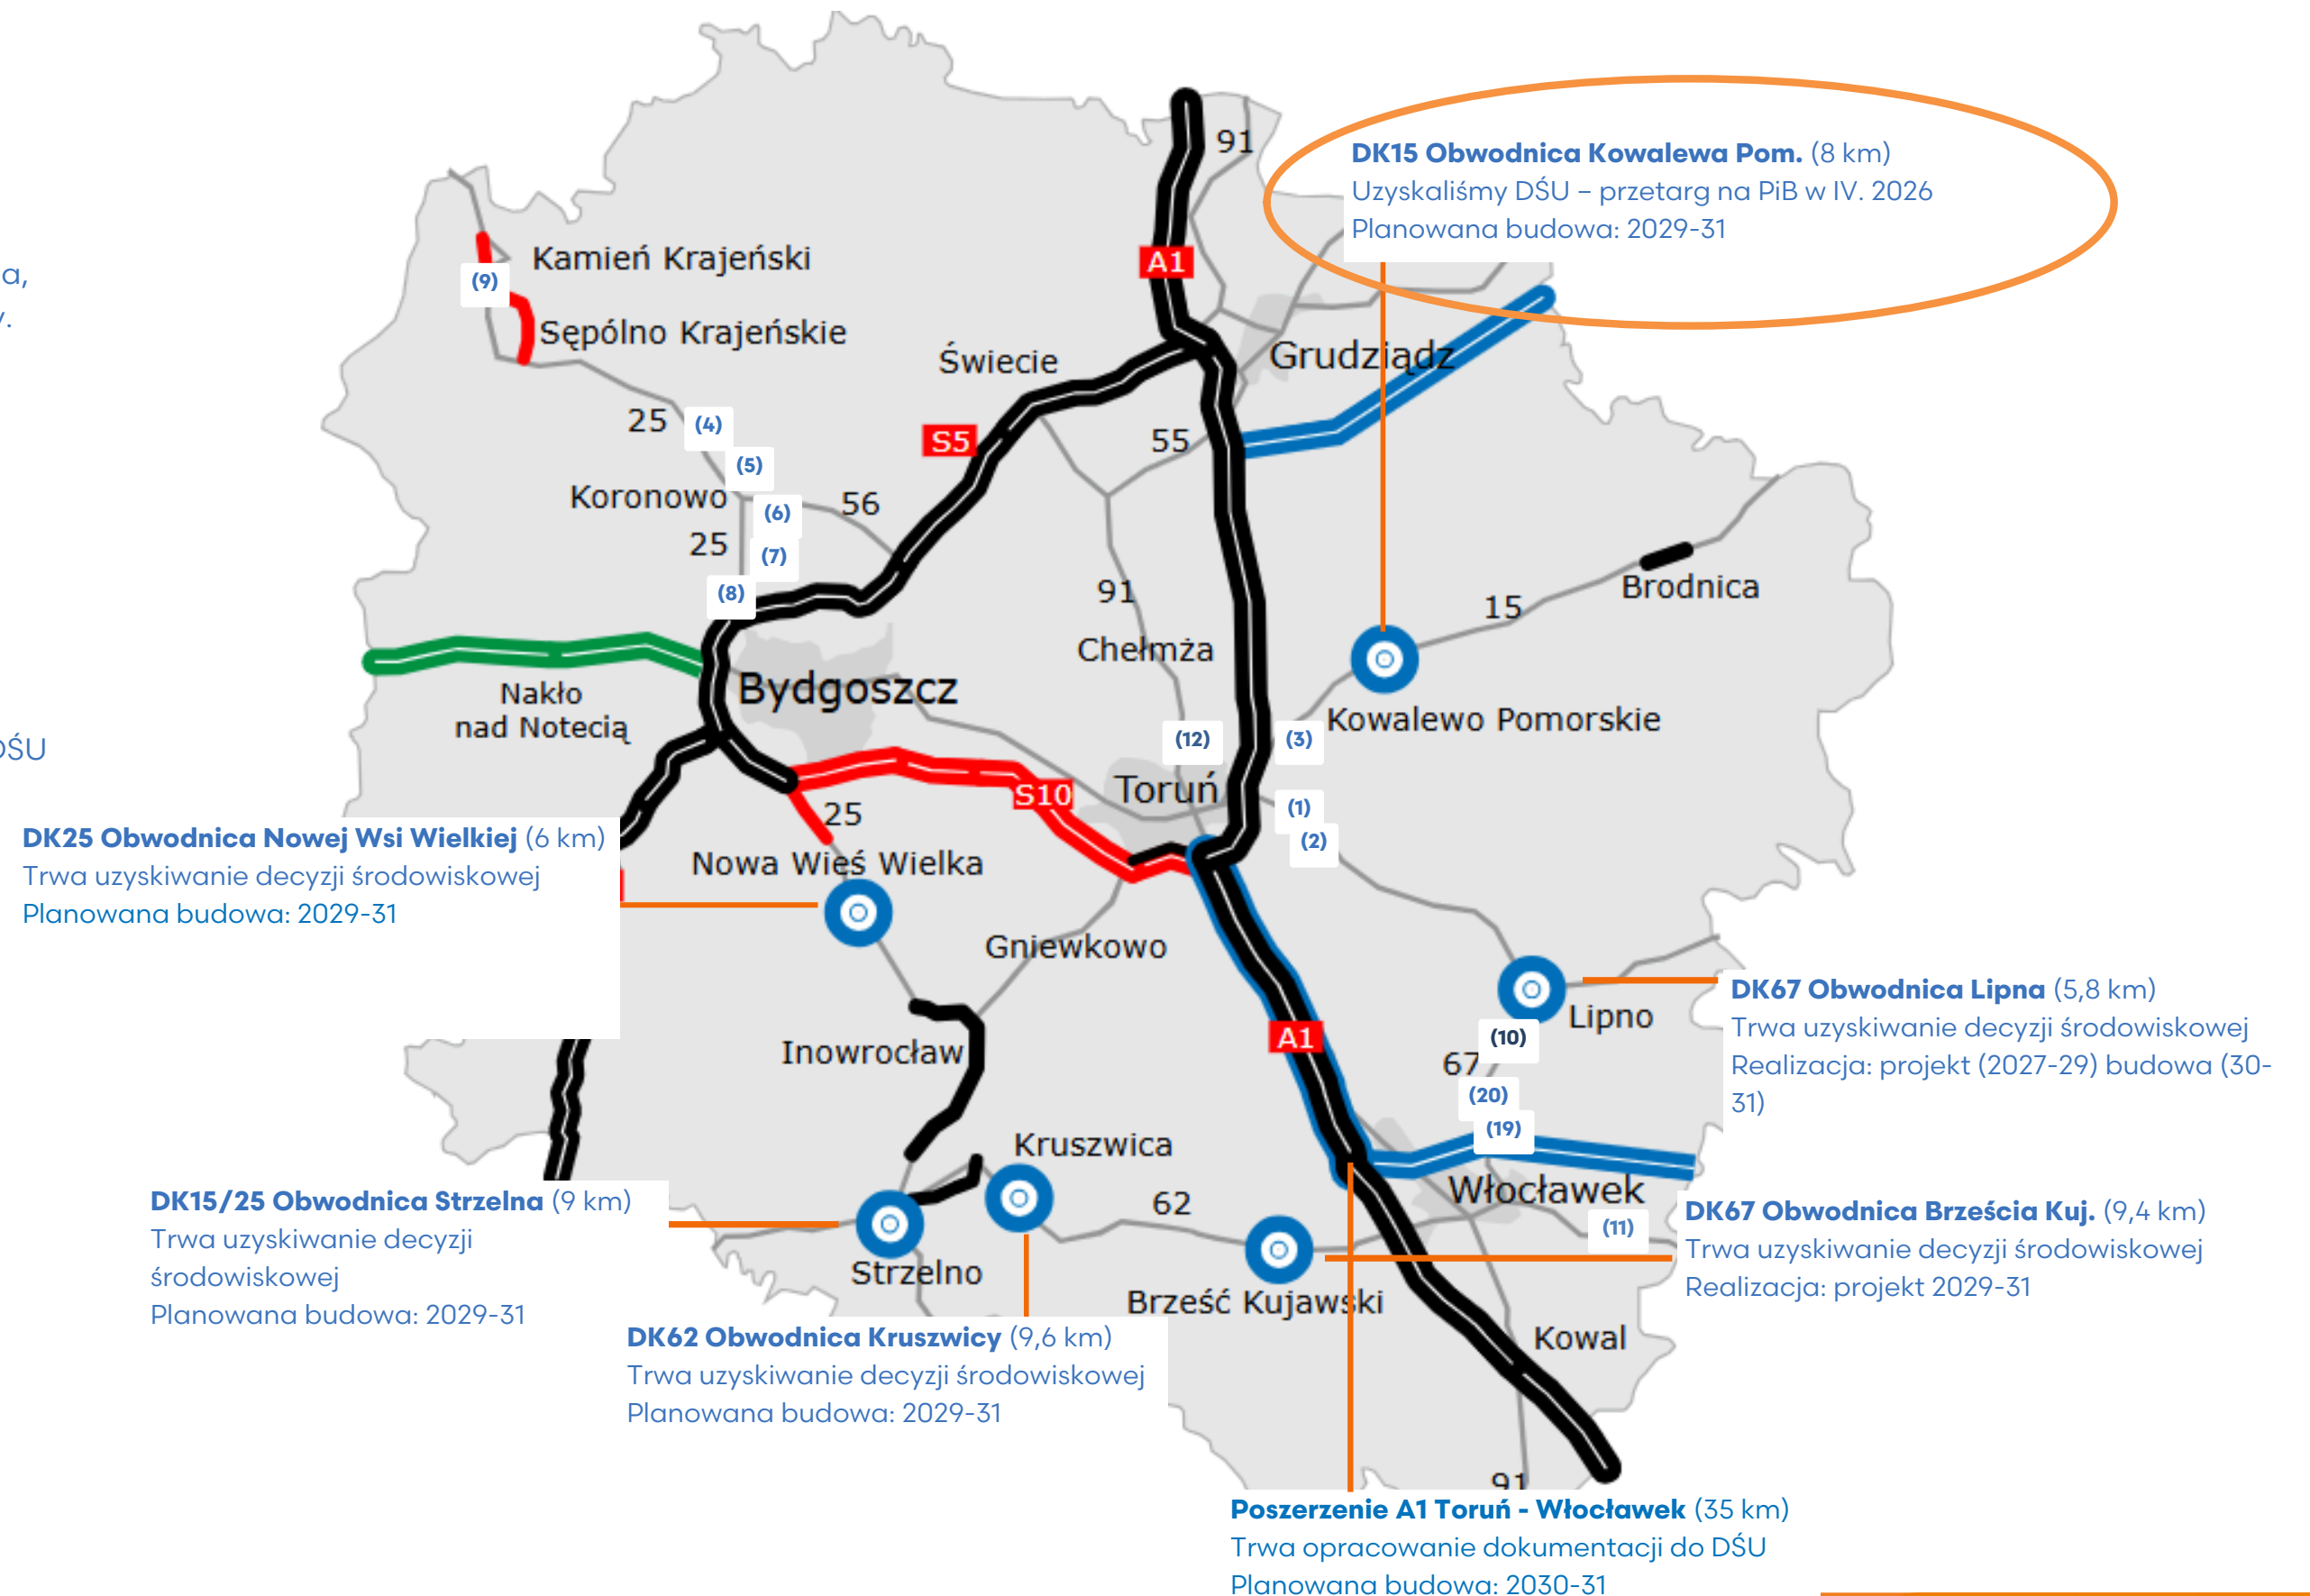 91
DK15 Obwodnica Kowalewa Pom. (8 km)
Uzyskaliśmy DŚU – przetarg na PiB w IV. 2026
Planowana budowa: 2029-31
A1
Kamień Krajeński
a,
(9)
Sępólno Krajeńskie
Świecie
Grudziądz
25
(4)
S5
55
(5)
Koronowo
(6)
56
25
(7)
(8)
91
15
Brodnica
Chełmża
Nakło
nad Notecią
Bydgoszcz
Kowalewo Pomorskie
(12)
(3)
DŚU
Toruń
S10
(1)
25
(2)
DK25 Obwodnica Nowej Wsi Wielkiej (6 km)
Trwa uzyskiwanie decyzji środowiskowej
Planowana budowa: 2029-31
Nowa Wieś Wielka
Gniewkowo
DK67 Obwodnica Lipna (5,8 km)
Trwa uzyskiwanie decyzji środowiskowej
Realizacja: projekt (2027-29) budowa (30-
31)
Lipno
A1
(10)
Inowrocław
67
(20)
(19)
Kruszwica
Włocławek
DK15/25 Obwodnica Strzelna (9 km)
Trwa uzyskiwanie decyzji
środowiskowej
Planowana budowa: 2029-31
62
(11)
DK67 Obwodnica Brześcia Kuj. (9,4 km)
Trwa uzyskiwanie decyzji środowiskowej
Realizacja: projekt 2029-31
Strzelno
Brześć Kujawski
DK62 Obwodnica Kruszwicy (9,6 km)
Trwa uzyskiwanie decyzji środowiskowej
Planowana budowa: 2029-31
Kowal
91
Poszerzenie A1 Toruń - Włocławek (35 km)
Trwa opracowanie dokumentacji do DŚU
Planowana budowa: 2030-31